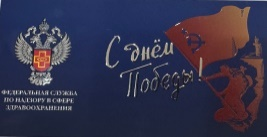 С днём
Победы!
ФЕДЕРАЛЬНАЯ СЛУЖБА
ПО НАДЗОРУ В СФЕРЕ
ЗДРАВООХРАНЕНИЯ